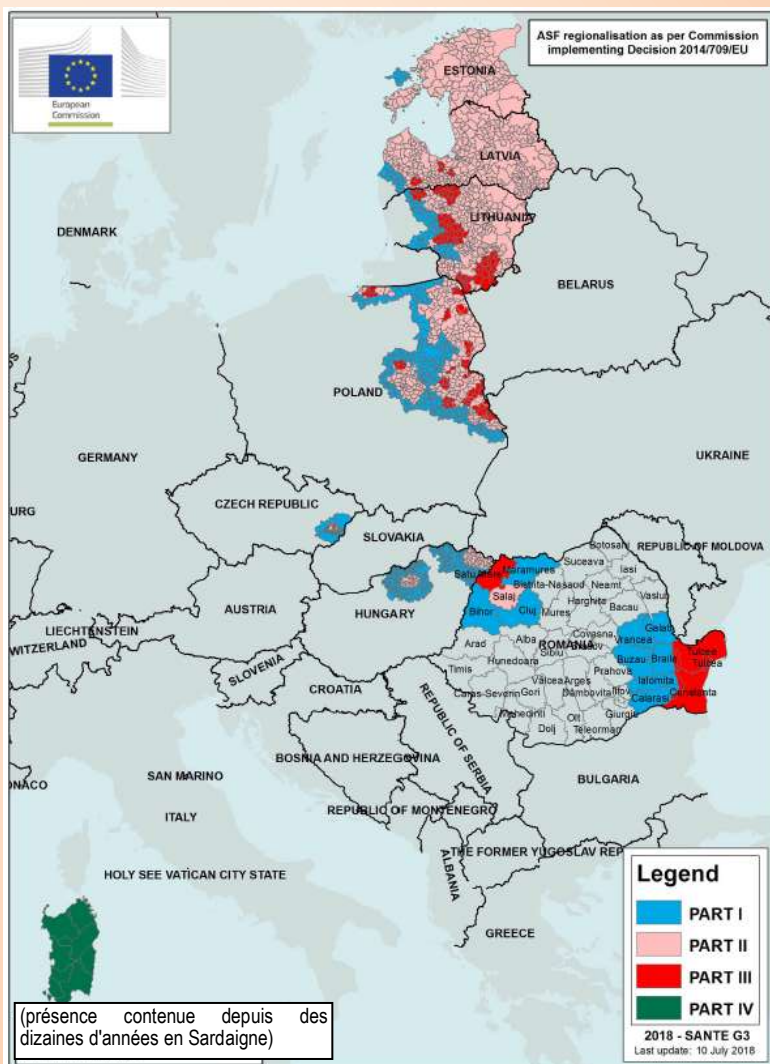 ASF regionalisation as per Commission
implementing Decision 2014/709/EU
European
Commission
ESTONIA
LATVIA
LITHUANIA
DENMARK
BELARUS
POLAND
GERMANY
UKRAINE
CZECH REPUBLIC
URG
SLOVAKIA
REPUBLIC OF MOLDOVA
Botosani
Suceava
Maramures
Iasi
Bistrita-Nasaud
Neamt
Salaj
Vaslui
AUSTRIA
HUNGARY
Harghita
Bihor
Cluj
Mures
Bacau
LIECHTENSTEIN
WITZERLAND
Galati
Arad
Alba
Covasna
Vrancea
ROMANIA
Sibiu
Tulcea
SLOVENIA
Timis
Hunedoara
Buzau
Braila
Tulcea
CROATIA
Prahova
Valcea
Arges
Ialomita
Caras-Severin
Gorj
Dambovita
Ilfov
Constanta
Calarasi
Mehedinti
Olt
Giurgiu
Dolj
Teleorman
BOSNIA AND HERZEGOVINA
REPUBLIC OF SERBIA
SAN MARINO
BULGARIA
ONACO
ITALY
REPUBLIC OF MONTENEGRO
THE FORMER YUGOSLAV REP
ALBANIA
HOLY SEE VATICAN CITY STATE
GREECE
Legend
PART I
PART II
PART III
PART IV
(présence contenue depuis des
dizaines d'années en Sardaigne)
2018 - SANTE G3
Last update: 10 July 2018